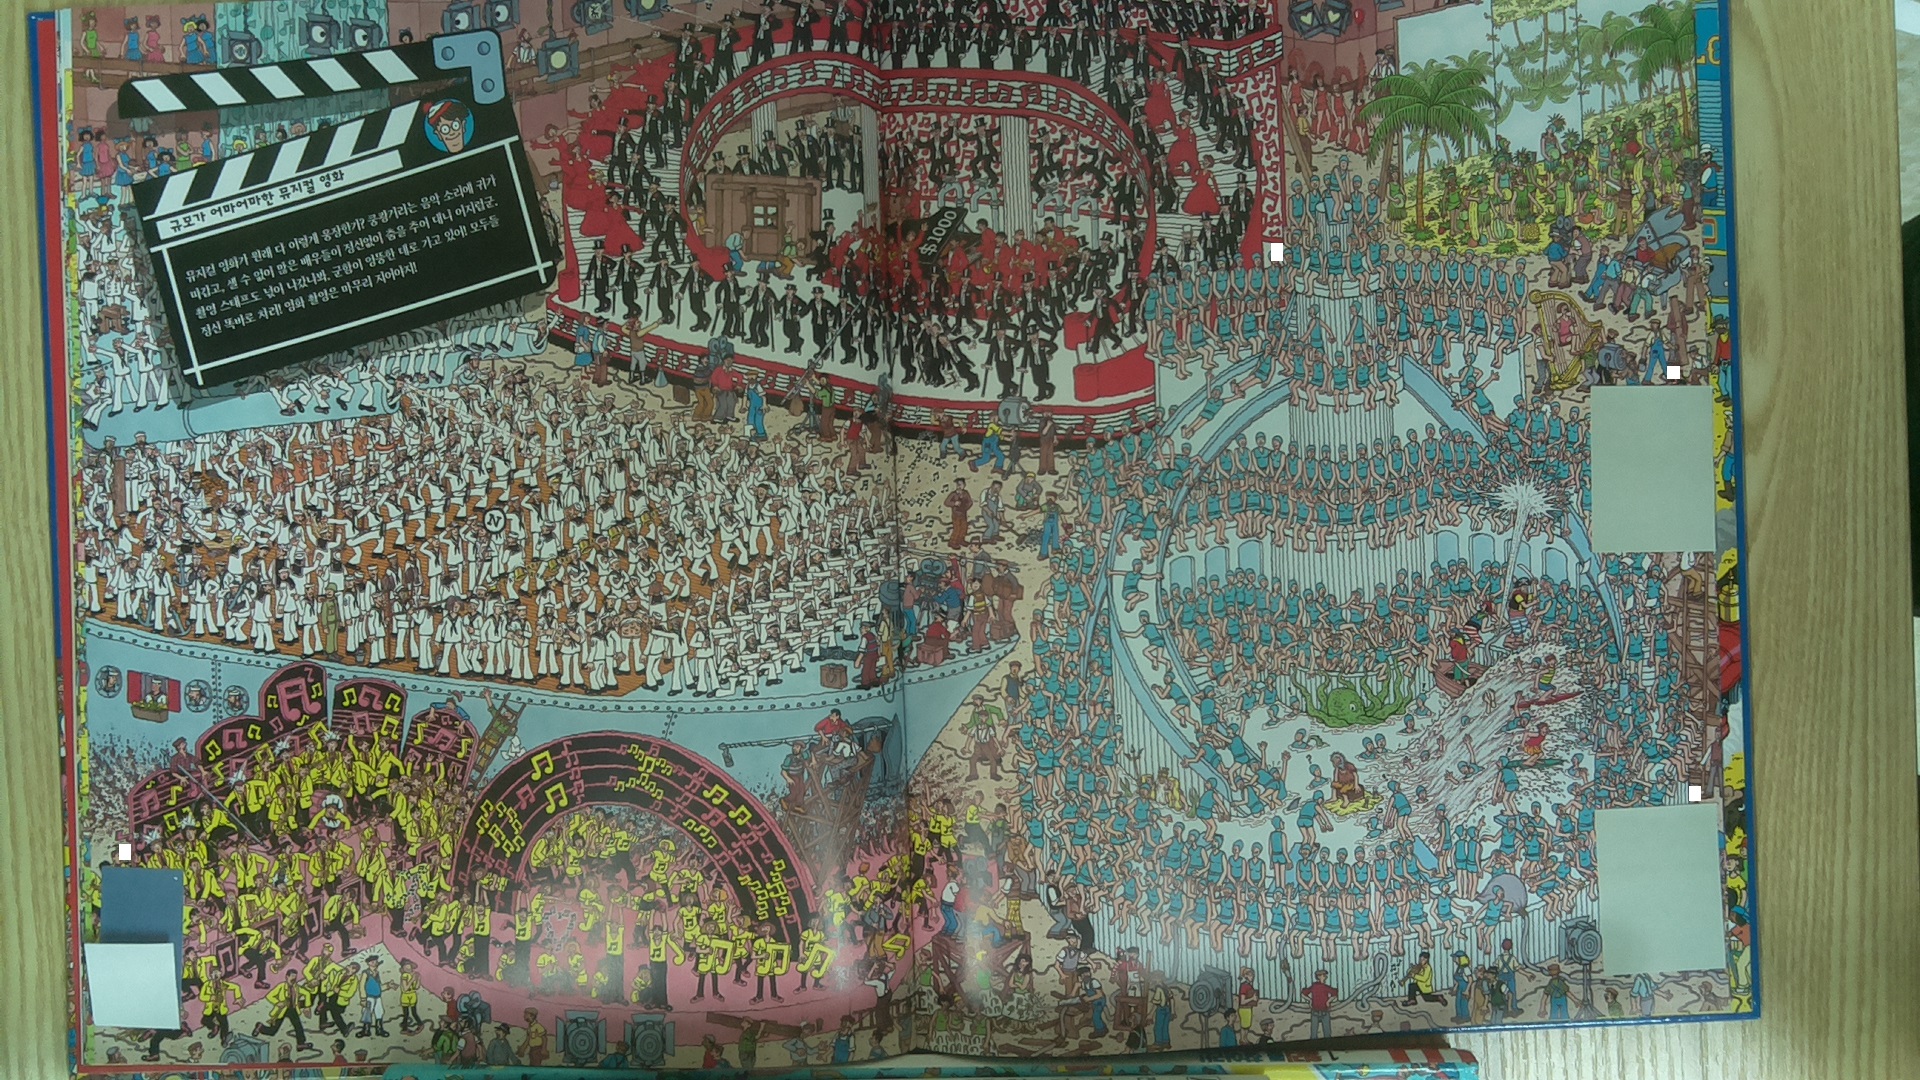 규모가 어마어마한 뮤지컬 영화
뮤지컬 영화가 원래 다 이렇게 웅장한가? 쿵쾅거리는 음악 소리에 귀가
따갑고, 셀 수 없이 많은 배우들이 정신없이 춤을 추어 대니 어지럽군.
촬영 스태프도 넋이 나갔나봐. 군함이 엉뚱한 데로 가고 있어! 모두들
정신 똑바로 차려! 영화 촬영은 마무리 지어야지!
$1000
N